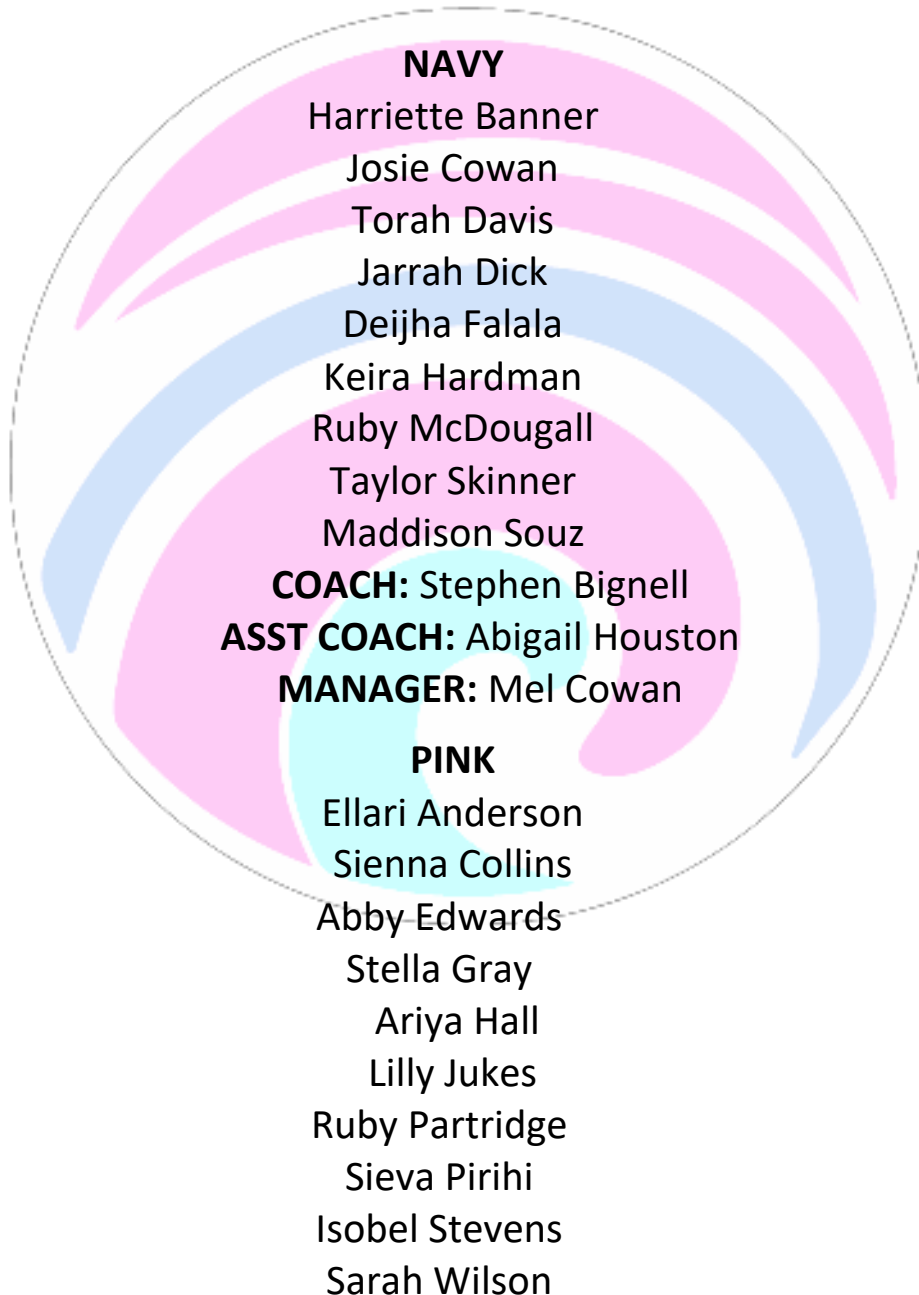 NAVY
Harriette Banner
Josie Cowan
Torah Davis
Jarrah Dick
Deijha Falala
Keira Hardman
Ruby McDougall
Taylor Skinner
Maddison Souz
COACH: Stephen Bignell
ASST COACH: Abigail Houston
MANAGER: Mel Cowan
PINK
Ellari Anderson
Sienna Collins
Abby Edwards
Stella Gray
Ariya Hall
Lilly Jukes
Ruby Partridge
Sieva Pirihi
Isobel Stevens
Sarah Wilson